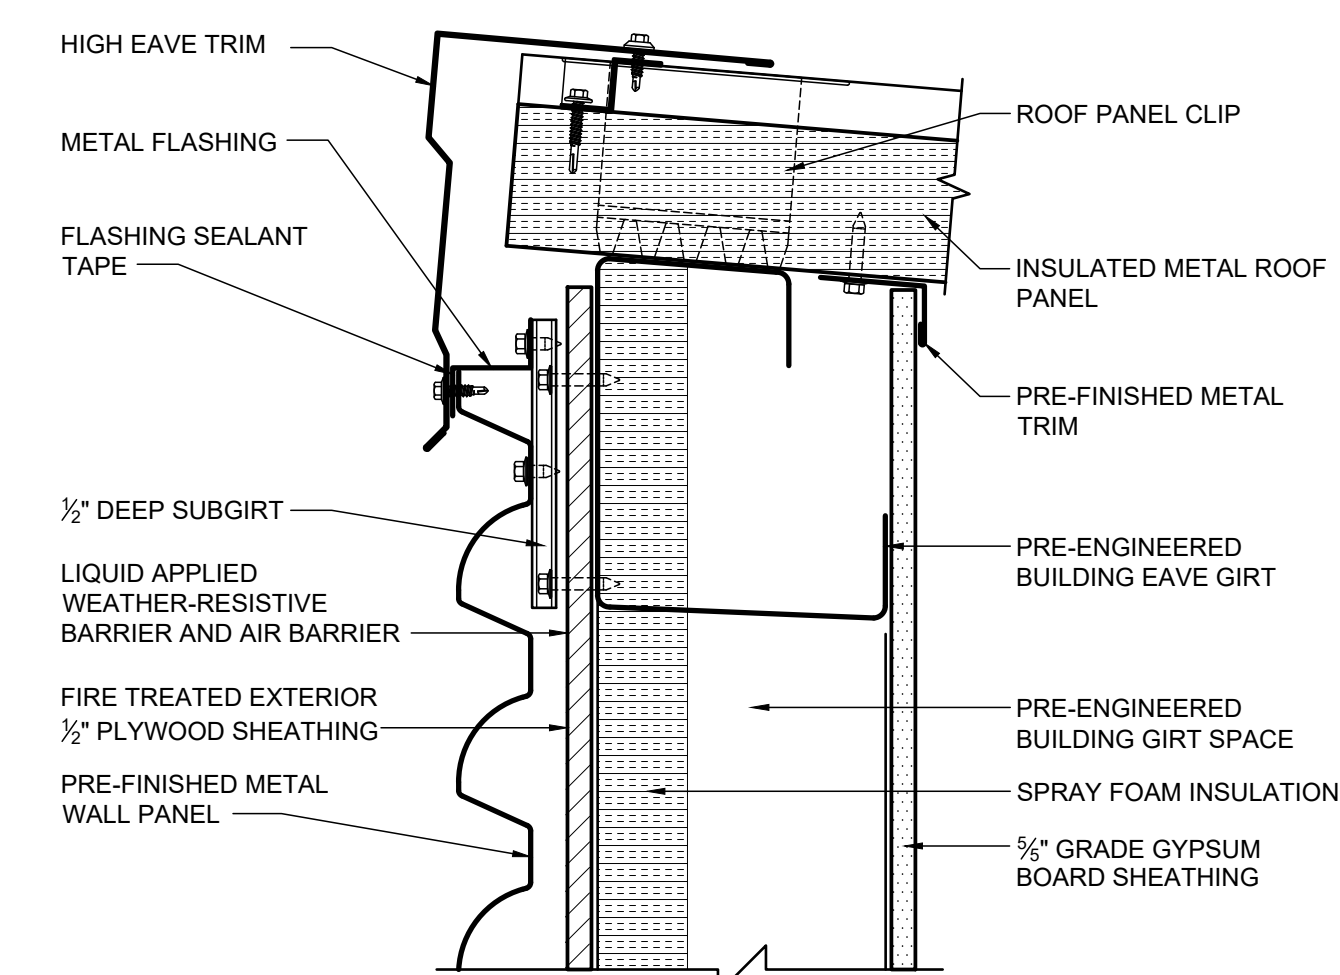 HIGH EAVE TRIM
METAL FLASHING
FLASHING SEALANT
TAPE
½" DEEP SUBGIRT
LIQUID APPLIED
WEATHER-RESISTIVE
BARRIER AND AIR BARRIER
FIRE TREATED EXTERIOR
½" PLYWOOD SHEATHING
PRE-FINISHED METAL
WALL PANEL
ROOF PANEL CLIP
INSULATED METAL ROOF
PANEL
PRE-FINISHED METAL
TRIM
PRE-ENGINEERED
BUILDING EAVE GIRT
PRE-ENGINEERED
BUILDING GIRT SPACE
SPRAY FOAM INSULATION
5⁄5" GRADE GYPSUM
BOARD SHEATHING